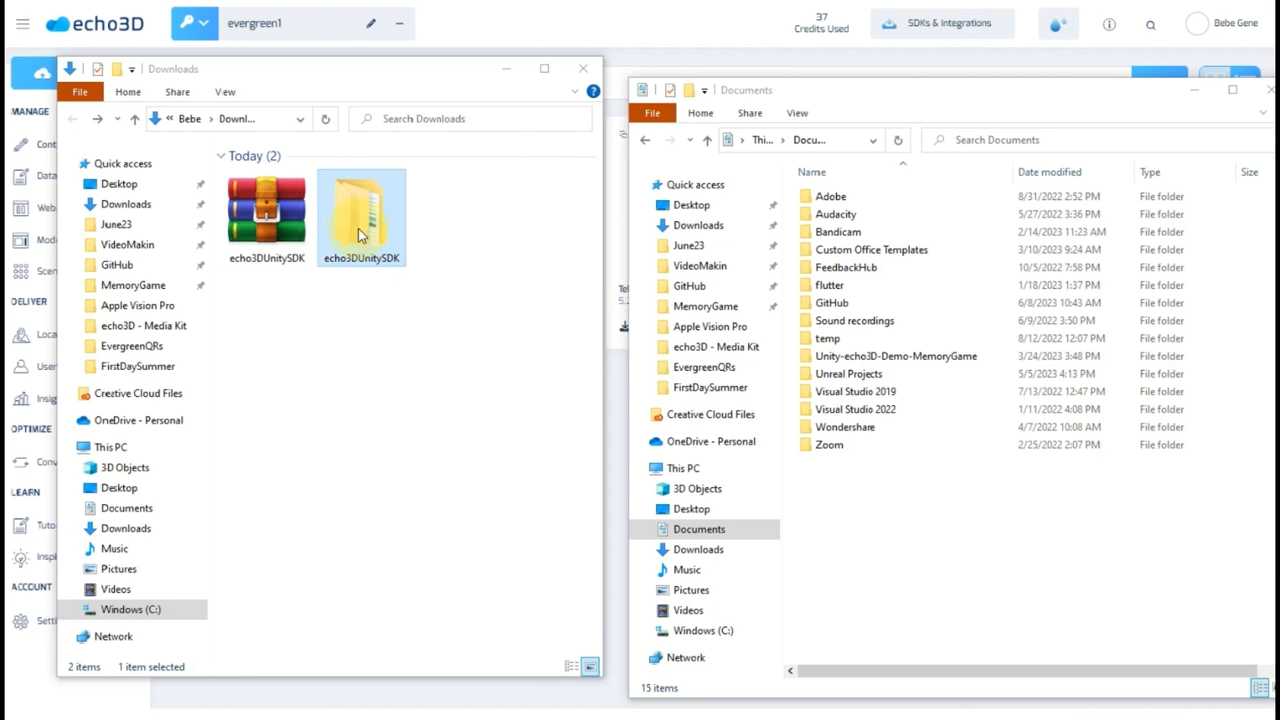 echo3D
evergreen1
37
Credits Used
SDKs & Integrations
Bebe Gene
MANAGE
DELIVER
OPTIMIZE
LEARN
ACCOUNT
Downloads
File Home Share View
Bebe > Downl...
Search Downloads
Quick access
Desktop
Downloads
June23
VideoMakin
GitHub
MemoryGame
Apple Vision Pro
echo3D - Media Kit
EvergreenQRs
FirstDaySummer
Creative Cloud Files
OneDrive - Personal
This PC
3D Objects
Desktop
Documents
Downloads
Music
Pictures
Videos
Windows (C:)
Network
Today (2)
echo3DUnitySDK
echo3DUnitySDK
2 items 1 item selected
Documents
File Home Share View
Thi... > Docu...
Search Documents
Quick access
Desktop
Downloads
June23
VideoMakin
GitHub
MemoryGame
Apple Vision Pro
echo3D - Media Kit
EvergreenQRs
FirstDaySummer
Creative Cloud Files
OneDrive - Personal
This PC
3D Objects
Desktop
Documents
Downloads
Music
Pictures
Videos
Windows (C:)
Network
Name Date modified Type Size
Adobe 8/31/2022 2:52 PM File folder
Audacity 5/27/2022 3:36 PM File folder
Bandicam 2/14/2023 11:23 AM File folder
Custom Office Templates 3/10/2023 9:24 AM File folder
FeedbackHub 10/5/2022 7:58 PM File folder
flutter 1/18/2023 1:37 PM File folder
GitHub 6/8/2023 10:43 AM File folder
Sound recordings 6/9/2022 3:50 PM File folder
temp 8/12/2022 12:07 PM File folder
Unity-echo3D-Demo-MemoryGame 3/24/2023 3:48 PM File folder
Unreal Projects 5/5/2023 4:13 PM File folder
Visual Studio 2019 7/13/2022 12:47 PM File folder
Visual Studio 2022 1/11/2022 4:08 PM File folder
Wondershare 4/7/2022 10:08 AM File folder
Zoom 2/25/2022 2:07 PM File folder
15 items